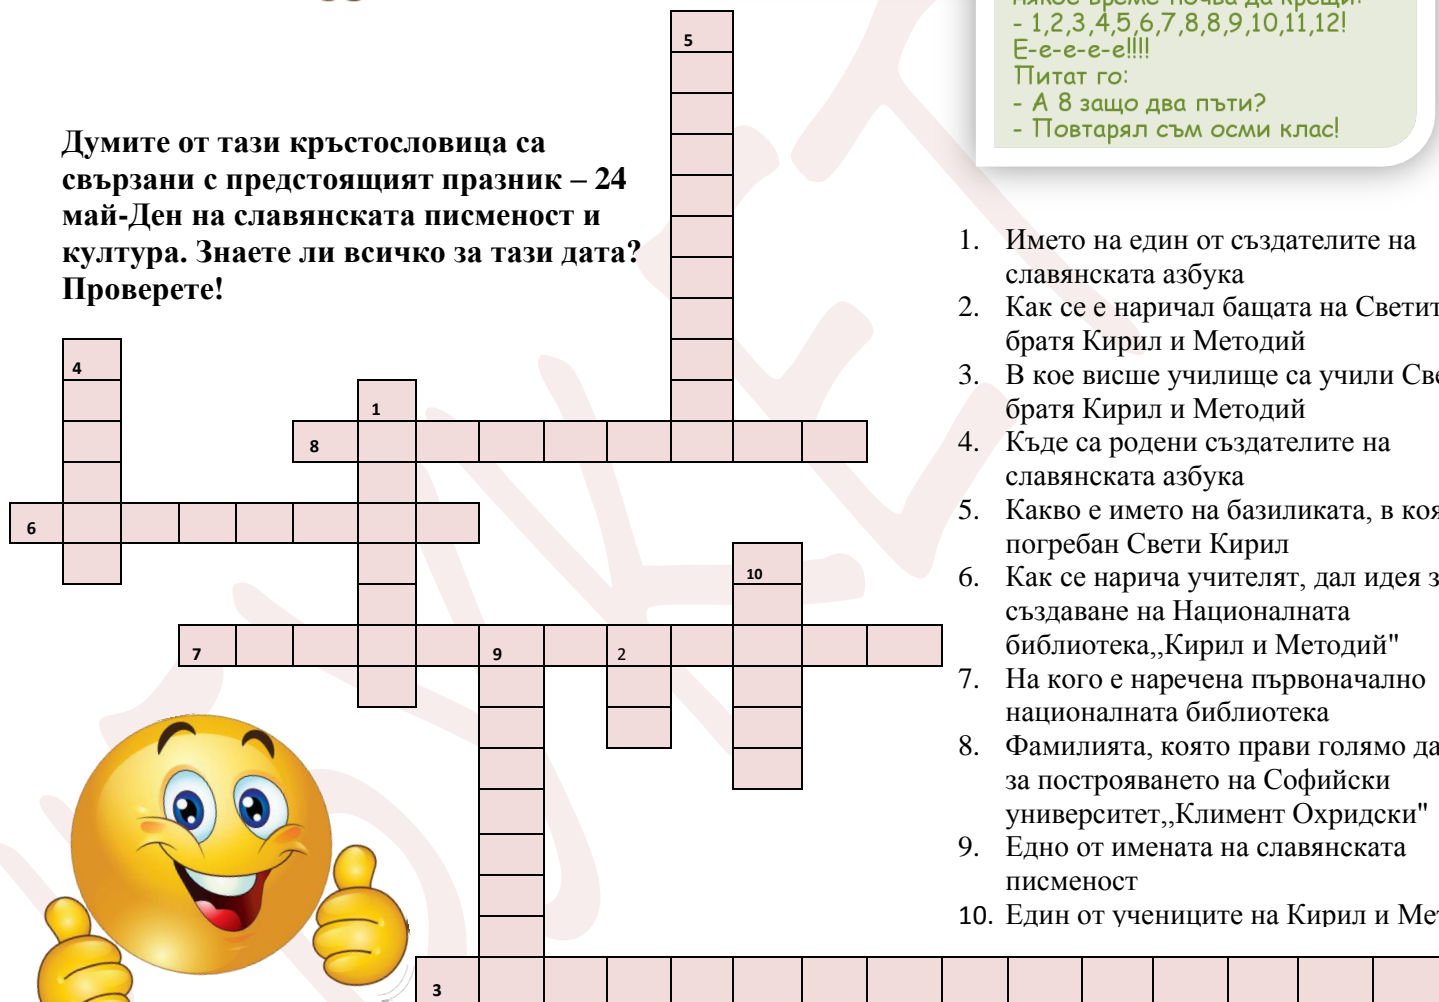 - 1,2,3,4,5,6,7,8,8,9,10,11,12!
Е-е-е-е-е!!!!
Питат го:
- А 8 защо два пъти?
- Повтарял съм осми клас!
Думите от тази кръстословица са
свързани с предстоящият празник – 24
май-Ден на славянската писменост и
култура. Знаете ли всичко за тази дата?
Проверете!
1. Името на един от създателите на
славянската азбука
2. Как се е наричал бащата на Светит
братя Кирил и Методий
3. В кое висше училище са учили Све
братя Кирил и Методий
4. Къде са родени създателите на
славянската азбука
5. Какво е името на базиликата, в коя
погребан Свети Кирил
6. Как се нарича учителят, дал идея з
създаване на Националната
библиотека,,Кирил и Методий"
7. На кого е наречена първоначално
националната библиотека
8. Фамилията, която прави голямо да
за построяването на Софийски
университет,,Климент Охридски"
9. Едно от имената на славянската
писменост
10. Един от учениците на Кирил и Мет
5
4
1
8
6
10
7
9
2
3